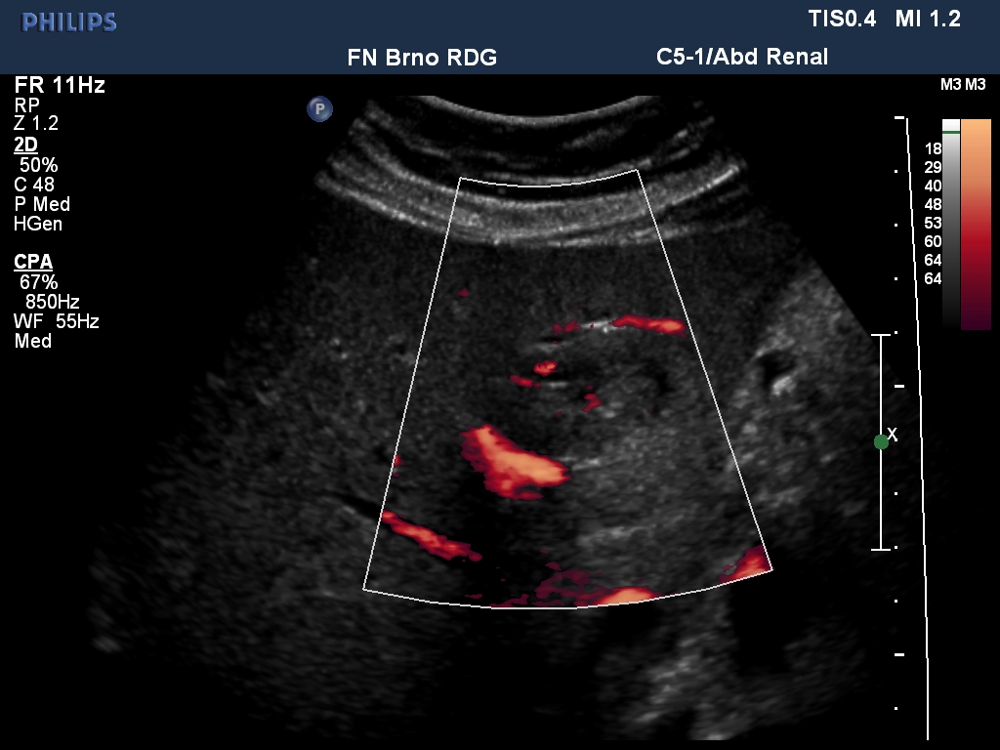 PHILIPS
TIS0.4 MI 1.2
FN Brno RDG
C5-1/Abd Renal
FR 11Hz
RP
Z 1.2
2D
50%
C 48
P Med
HGen
CPA
67%
850Hz
WF 55Hz
Med
P
M3 M3
18
29
40
48
53
60
64
64
X